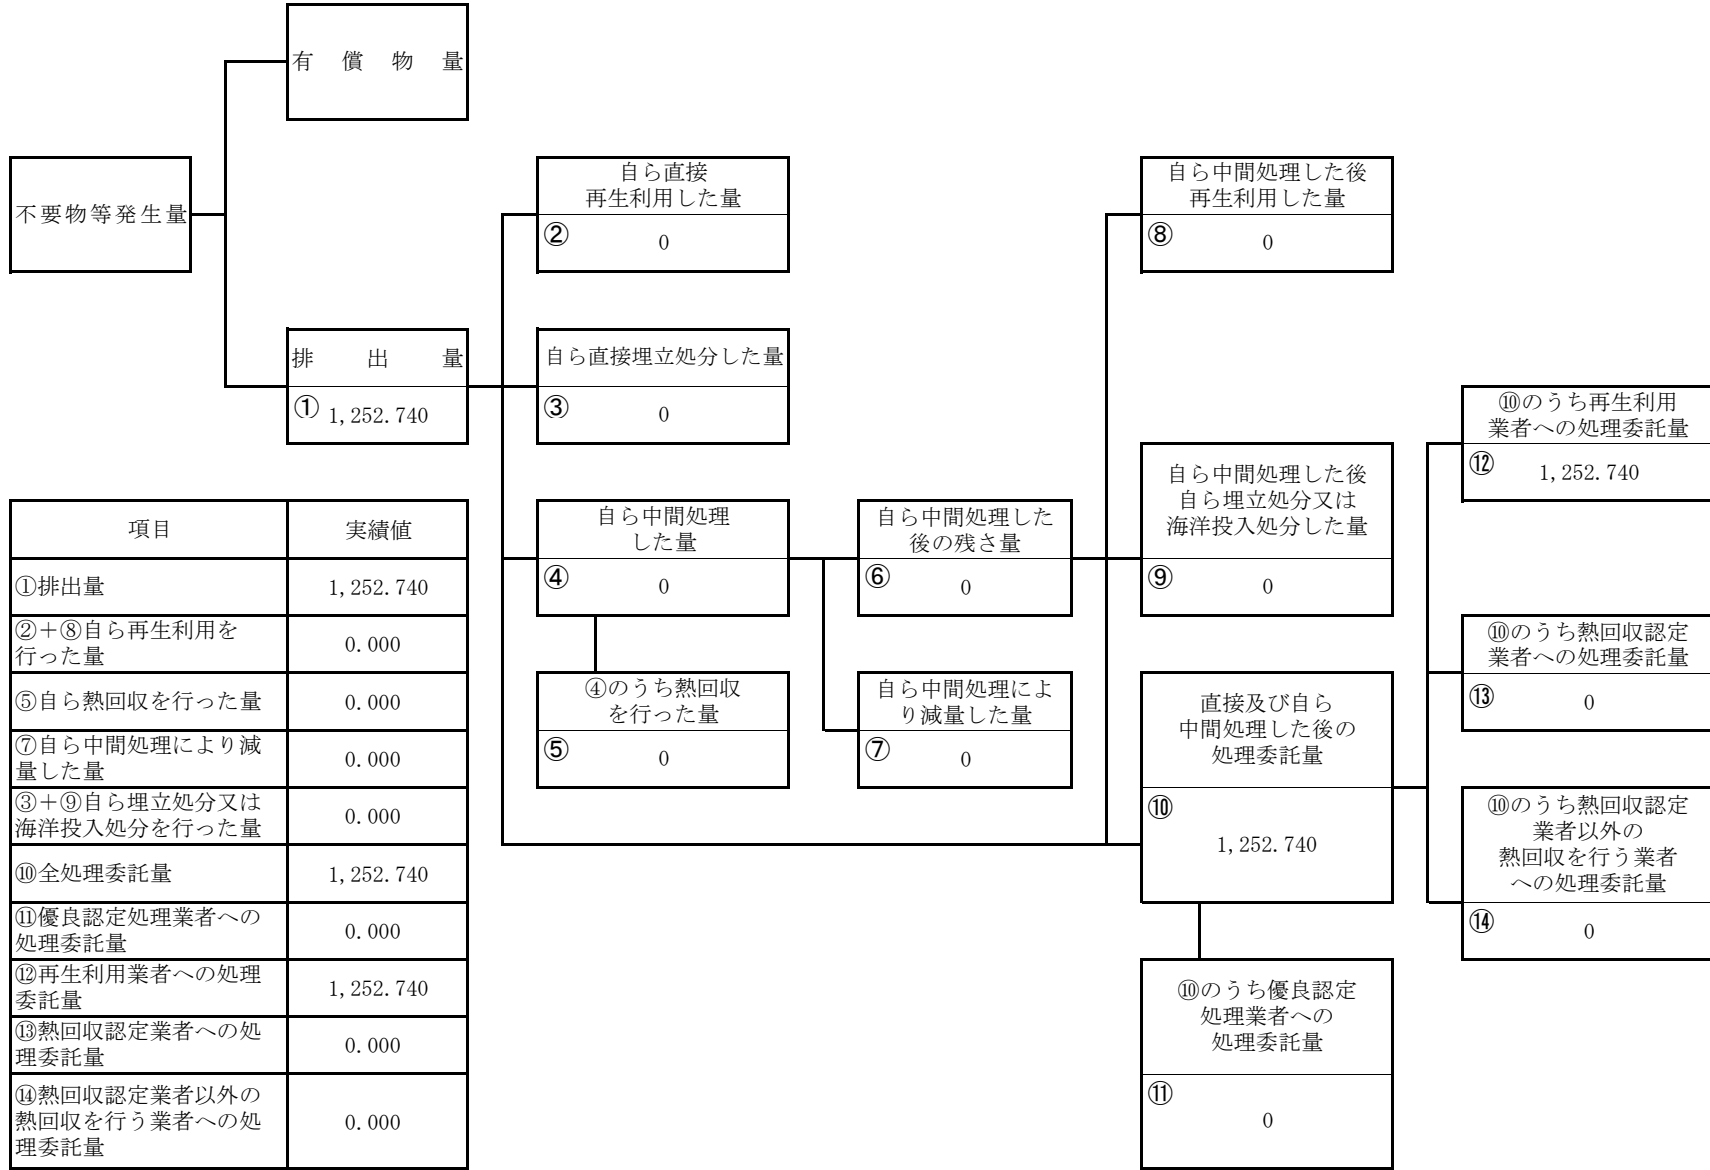 有償物量
不要物等発生量
自ら直接
再生利用した量
② 0
自ら中間処理した後
再生利用した量
⑧ 0
排出量
① 1,252.740
自ら直接埋立処分した量
③ 0
⑩のうち再生利用
業者への処理委託量
⑫ 1,252.740
自ら中間処理
した量
④ 0
自ら中間処理した
後の残さ量
⑥ 0
自ら中間処理した後
自ら埋立処分又は
海洋投入処分した量
⑨ 0
⑩のうち熱回収認定
業者への処理委託量
⑬ 0
④のうち熱回収
を行った量
⑤ 0
自ら中間処理によ
り減量した量
⑦ 0
直接及び自ら
中間処理した後の
処理委託量
⑩
1,252.740
⑩のうち熱回収認定
業者以外の
熱回収を行う業者
への処理委託量
⑭ 0
⑩のうち優良認定
処理業者への
処理委託量
⑪
0
項目 実績値
①排出量 1,252.740
②+⑧自ら再生利用を
行った量 0.000
⑤自ら熱回収を行った量 0.000
⑦自ら中間処理により減
量した量 0.000
③+⑨自ら埋立処分又は
海洋投入処分を行った量 0.000
⑩全処理委託量 1,252.740
⑪優良認定処理業者への
処理委託量 0.000
⑫再生利用業者への処理
委託量 1,252.740
⑬熱回収認定業者への処
理委託量 0.000
⑭熱回収認定業者以外の
熱回収を行う業者への処
理委託量 0.000